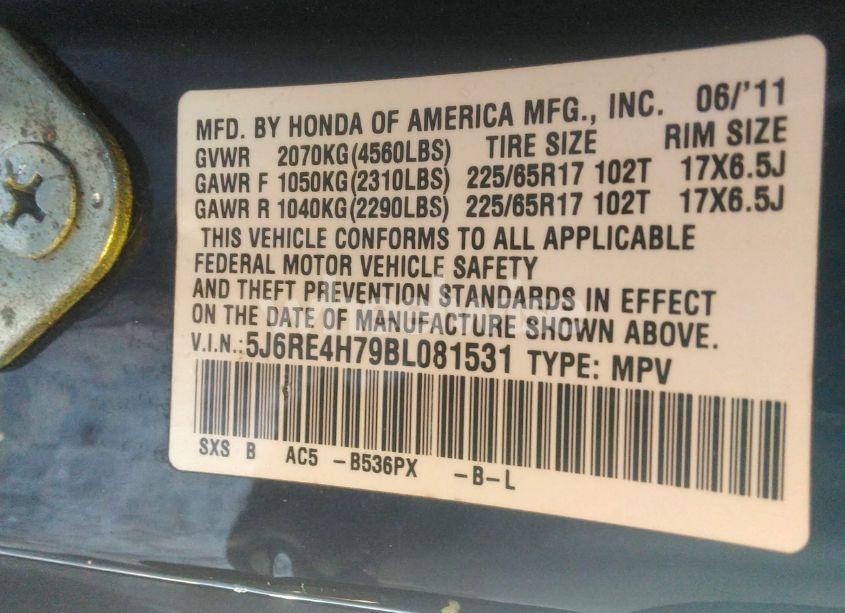 MFD. BY HONDA OF AMERICA MFG., INC. 06/'11
GVWR 2070KG(4560LBS) TIRE SIZE RIM SIZE
GAWR F 1050KG(2310LBS) 225/65R17 102T 17X6.5J
GAWR R 1040KG(2290LBS) 225/65R17 102T 17X6.5J
THIS VEHICLE CONFORMS TO ALL APPLICABLE
FEDERAL MOTOR VEHICLE SAFETY
AND THEFT PREVENTION STANDARDS IN EFFECT
ON THE DATE OF MANUFACTURE SHOWN ABOVE.
V.I.N.:5J6RE4H79BL081531 TYPE: MPV
SXS B AC5 -B536PX -B-L